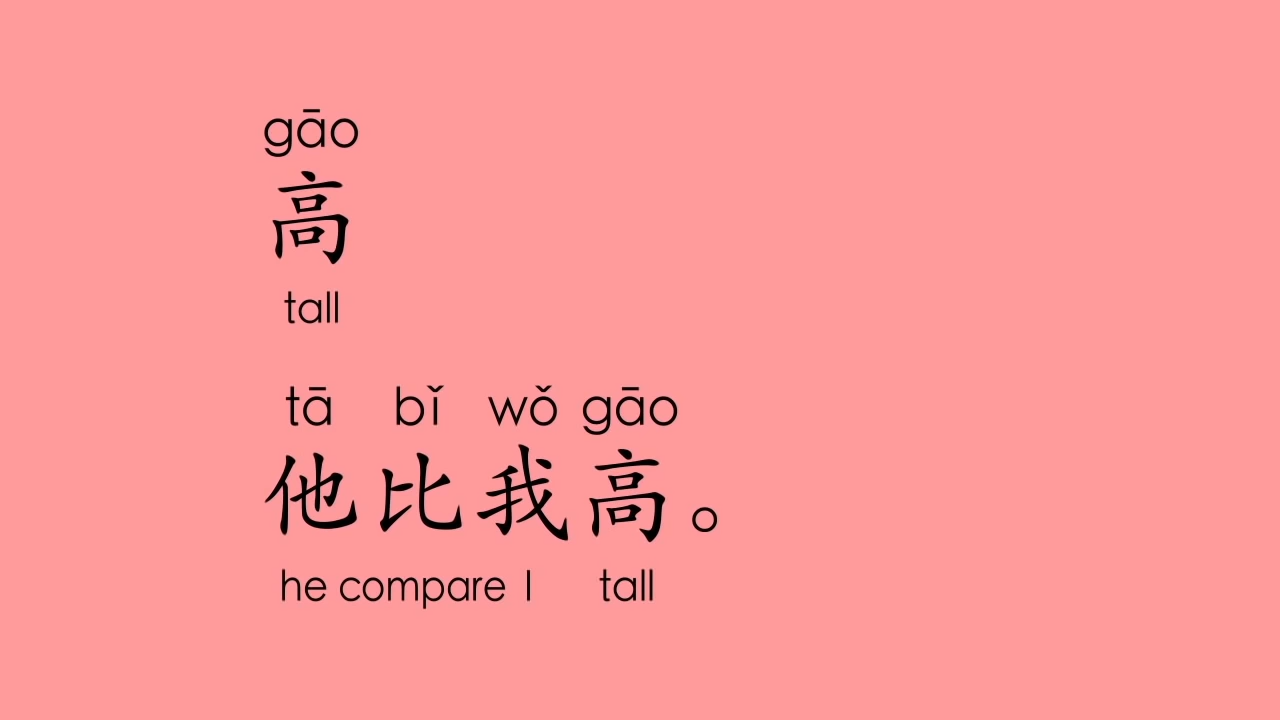 gāo
高
tall
tā bǐ wǒ gāo
他比我高。
he compare I tall